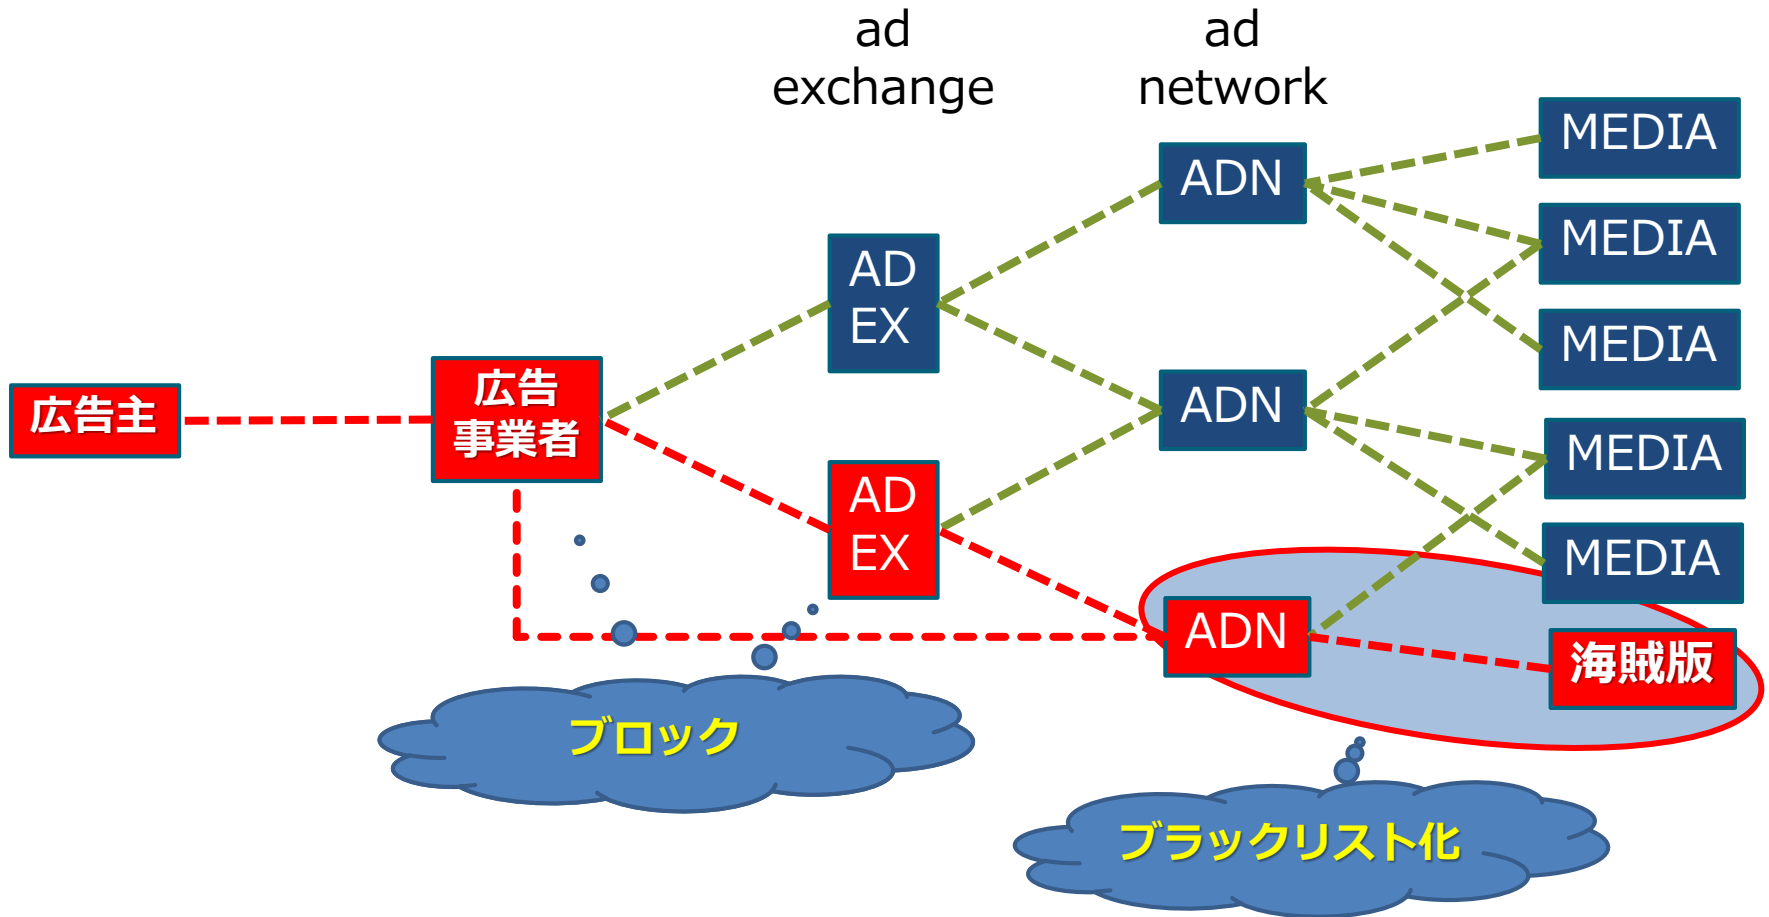 ad
exchange
ad
network
MEDIA
ADN
MEDIA
AD
EX
MEDIA
広告主
広告
事業者
ADN
MEDIA
AD
EX
MEDIA
ADN
海賊版
ブロック
ブラックリスト化